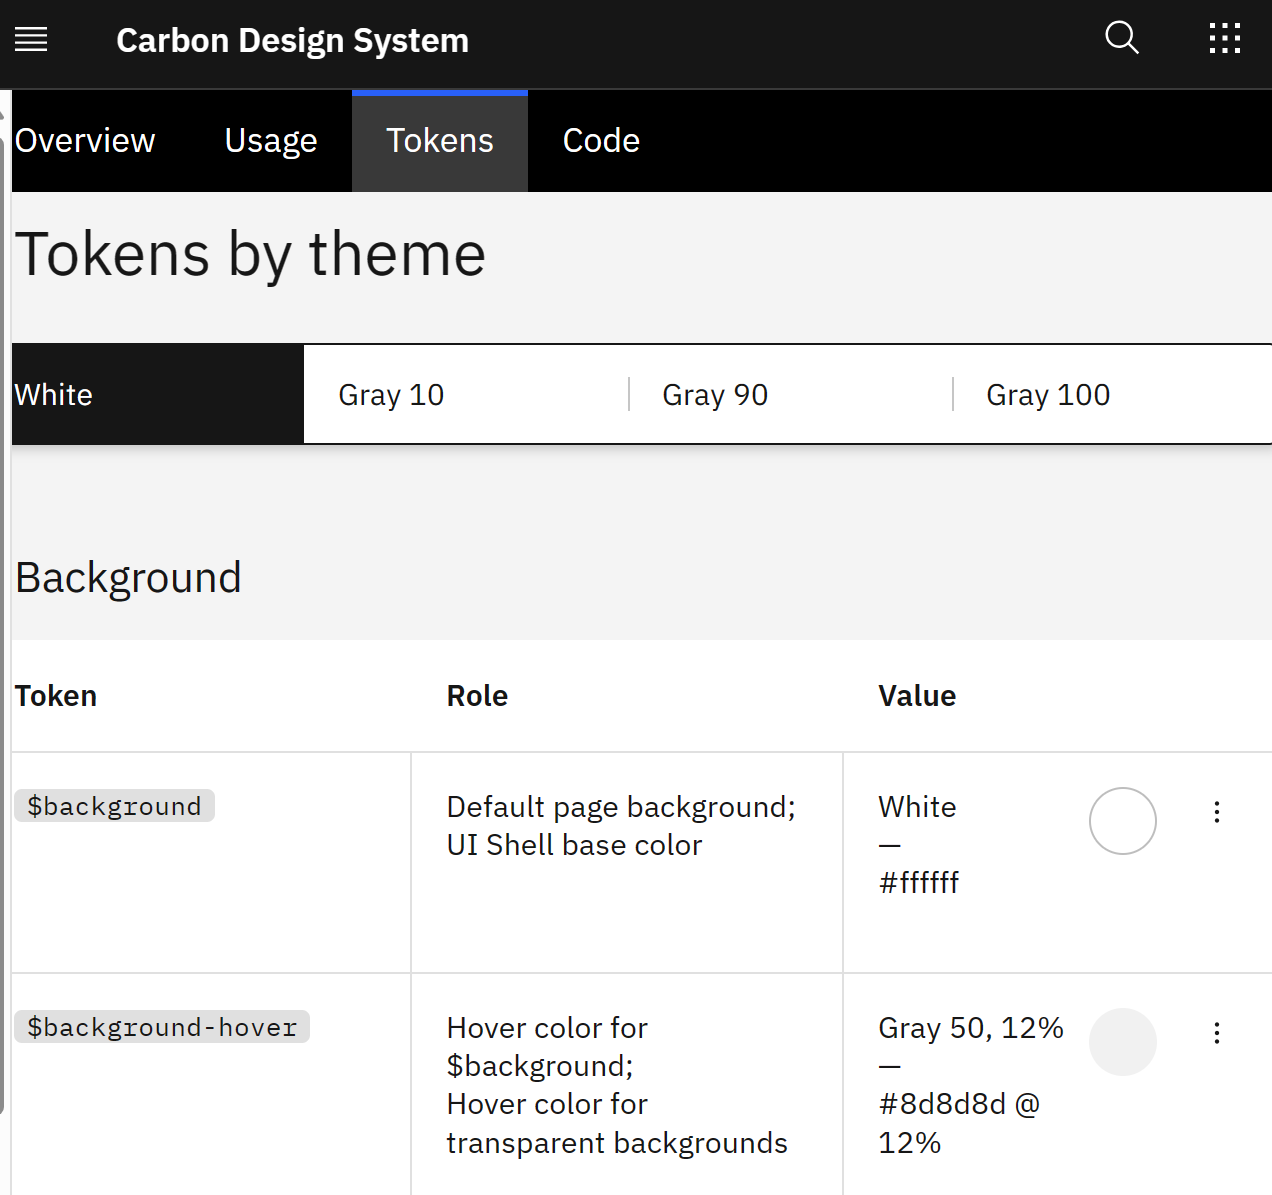 Carbon Design System
Overview Usage Tokens Code
Tokens by theme
White Gray 10 Gray 90 Gray 100
Background
Token Role Value
$background
Default page background;
UI Shell base color
White
—
#ffffff
$background-hover
Hover color for
$background;
Hover color for
transparent backgrounds
Gray 50, 12%
—
#8d8d8d @
12%